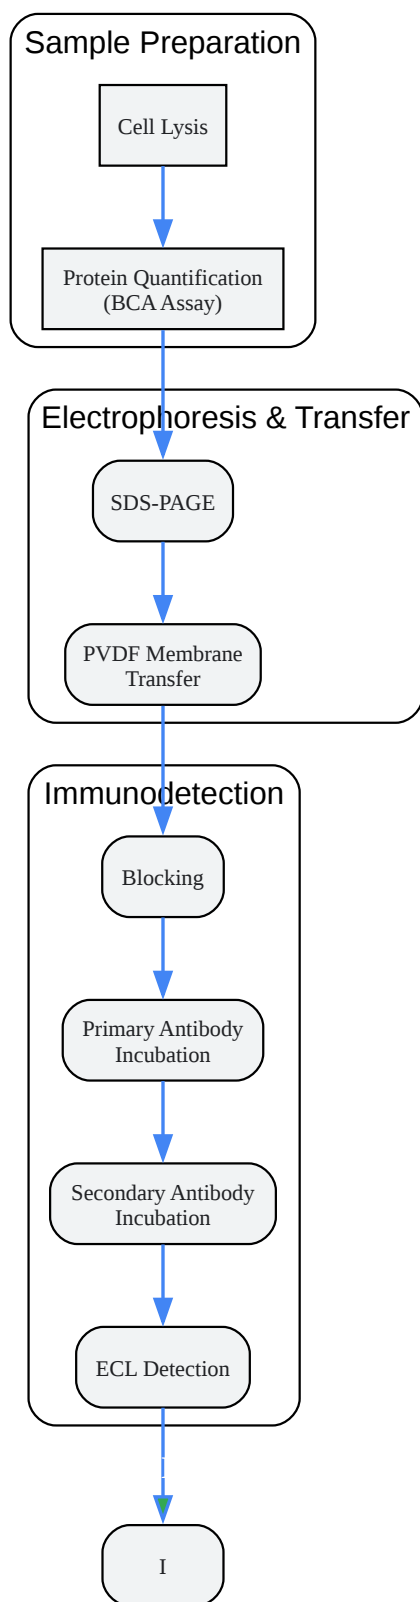 Sample Preparation
Cell Lysis
Protein Quantification
(BCA Assay)
Electrophoresis & Transfer
SDS-PAGE
PVDF Membrane
Transfer
Immunodetection
Blocking
Primary Antibody
Incubation
Secondary Antibody
Incubation
ECL Detection
I